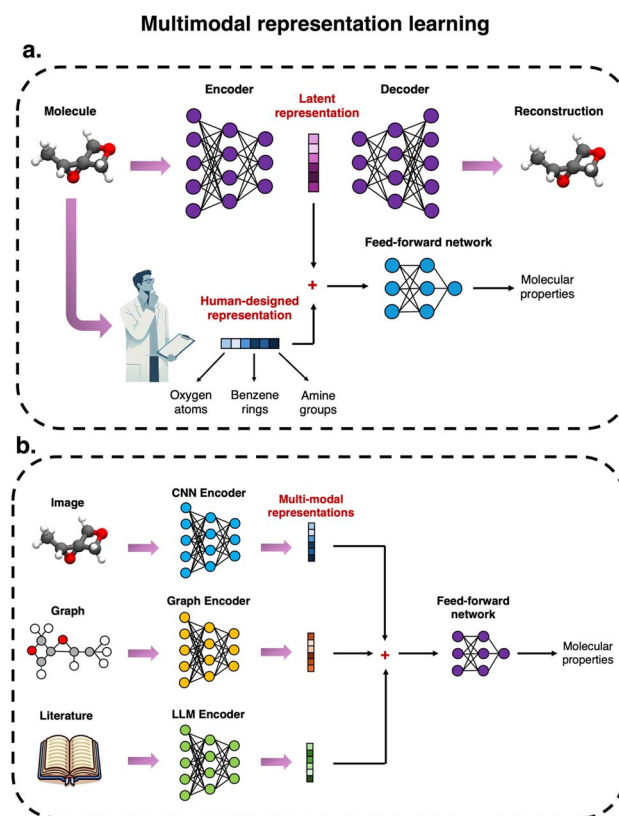 Multimodal representation learning
a.
Encoder
Decoder
Molecule
Latent
representation
Reconstruction
Feed-forward network
+
Human-designed
representation
Molecular
properties
Oxygen
atoms
Benzene
rings
Amine
groups
b.
Image
CNN Encoder
Multi-modal
representations
Graph
Graph Encoder
Feed-forward
network
+
Molecular
properties
Literature
LLM Encoder